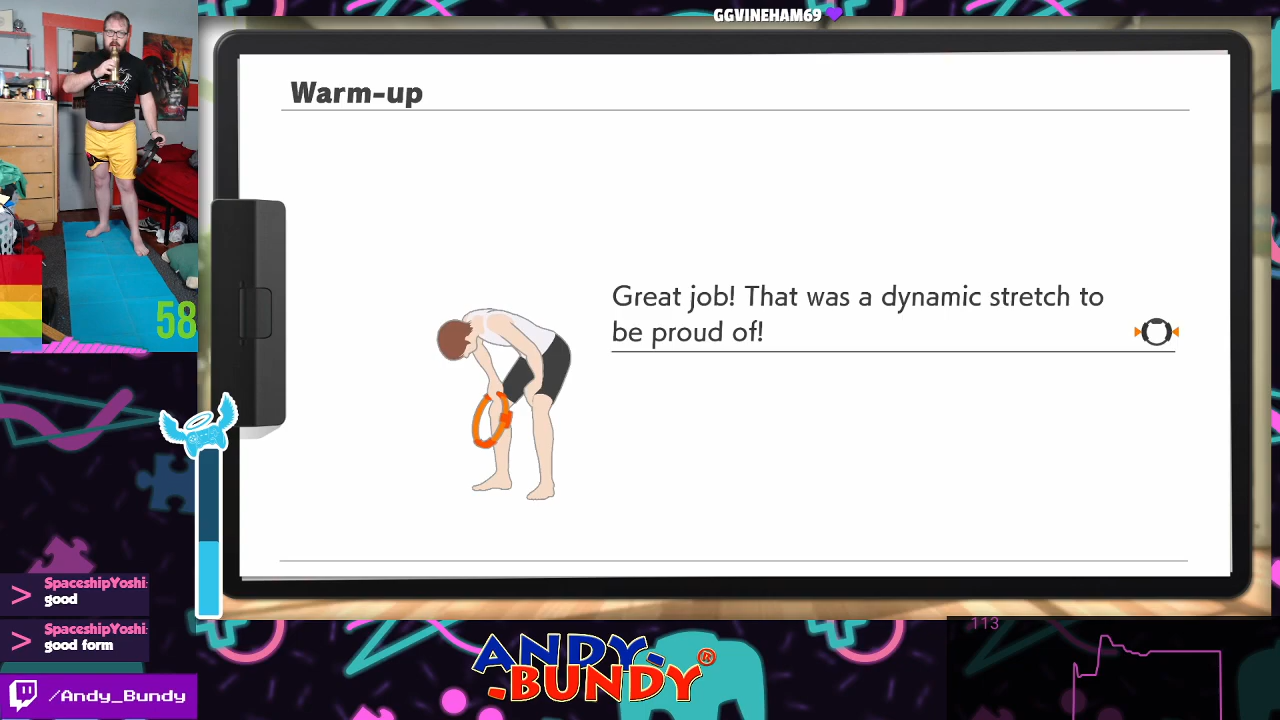 GGVINEHAM69
Warm-up
Great job! That was a dynamic stretch to
be proud of!
58
SpaceshipYoshi:
good
SpaceshipYoshi:
good form
/Andy_Bundy
ANDY-
-BUNDY®
113